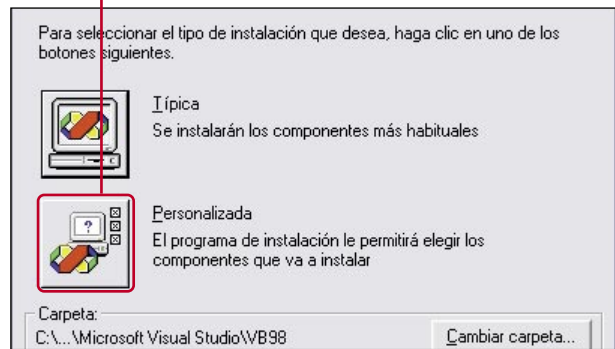 Para seleccionar el tipo de instalación que desea, haga clic en uno de los
botones siguientes.
Típica
Se instalarán los componentes más habituales
?
Personalizada
El programa de instalación le permitirá elegir los
componentes que va a instalar
Carpeta:
C:\...\Microsoft Visual Studio\VB98
Cambiar carpeta...